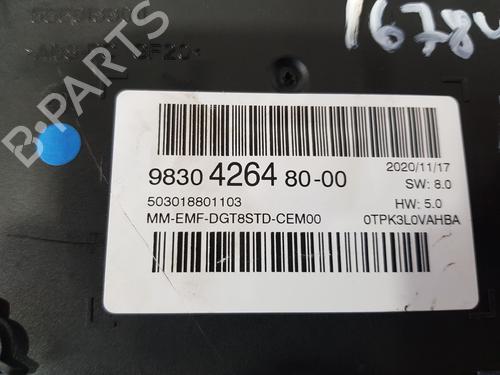 1678
B-PARTS
2020/11/17
9830 4264 80-00
SW: 8.0
503018801103
HW: 5.0
MM-EMF-DGT8STD-CEM00
0TPK3L0VAHBA